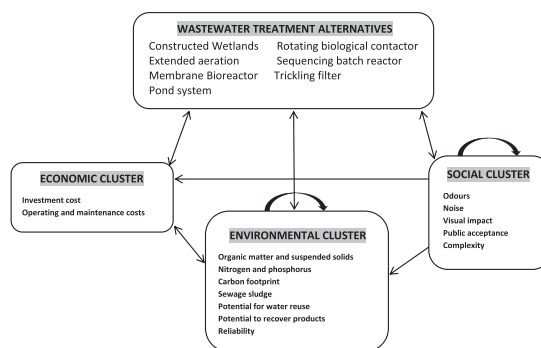 WASTEWATER TREATMENT ALTERNATIVES
Constructed Wetlands Rotating biological contactor
Extended aeration Sequencing batch reactor
Membrane Bioreactor Trickling filter
Pond system
ECONOMIC CLUSTER
Investment cost
Operating and maintenance costs
ENVIRONMENTAL CLUSTER
Organic matter and suspended solids
Nitrogen and phosphorus
Carbon footprint
Sewage sludge
Potential for water reuse
Potential to recover products
Reliability
SOCIAL CLUSTER
Odours
Noise
Visual impact
Public acceptance
Complexity